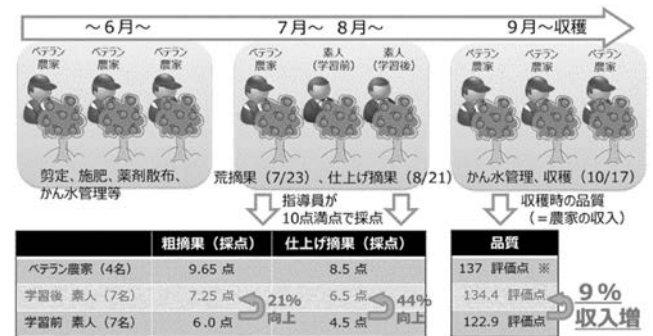 ～６月～
７月～ ８月～
９月～収穫
ベテラン
農家
ベテラン
農家
ベテラン
農家
ベテラン
農家
素人
(学習前)
素人
(学習後)
ベテラン
農家
ベテラン
農家
ベテラン
農家
剪定、施肥、薬剤散布、
かん水管理等
荒摘果（7/23）、仕上げ摘果（8/21）
かん水管理、収穫（10/17）
指導員が
10点満点で採点
収穫時の品質
（＝農家の収入）
粗摘果（採点） 仕上げ摘果（採点） 品質
ベテラン農家（4名） 9.65 点 8.5 点 137 評価点 ※
学習後 素人（7名） 7.25 点 6.5 点 134.4 評価点
学習前 素人（7名） 6.0 点 4.5 点 122.9 評価点
21%
向上
44%
向上
９%
収入増